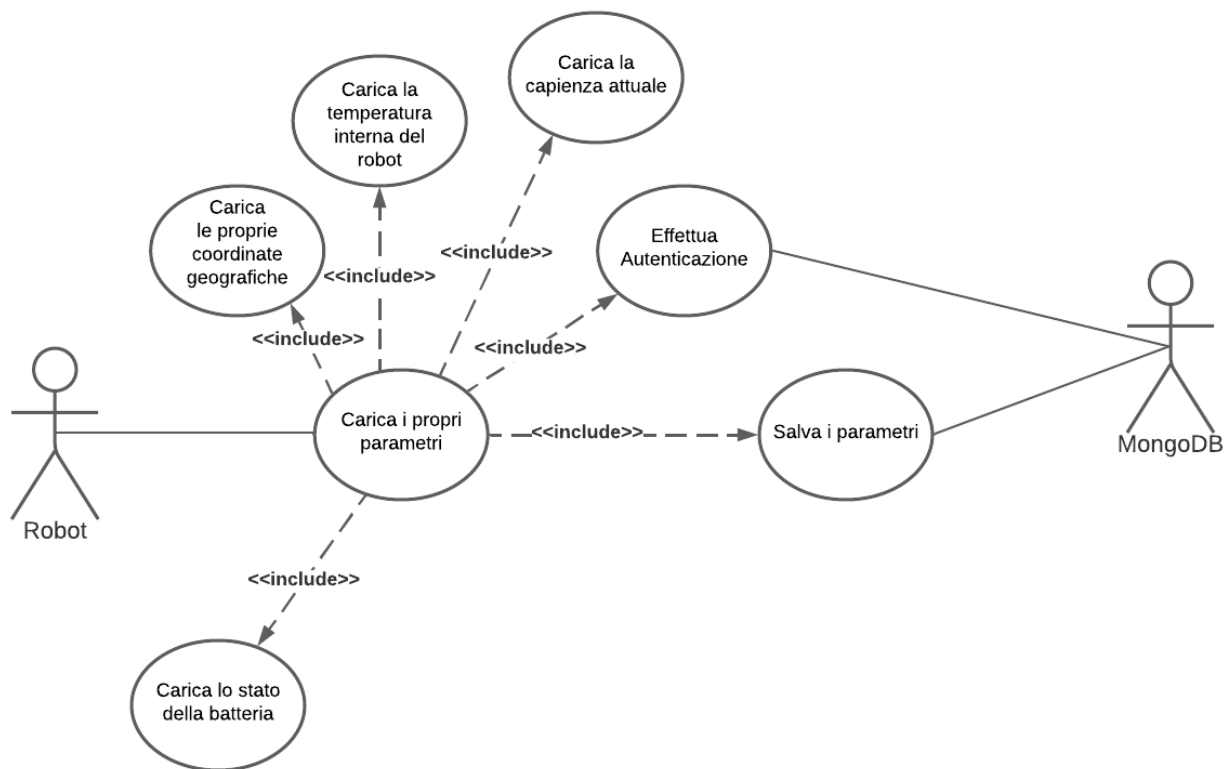 Carica la
capienza attuale
Carica la
temperatura
interna del
robot
Carica
le proprie
coordinate
geografiche
Effettua
Autenticazione
<<include>>
<<include>>
<<include>>
<<include>>
Carica i propri
parametri
<<include>>
Salva i parametri
MongoDB
Robot
<<include>>
Carica lo stato
della batteria